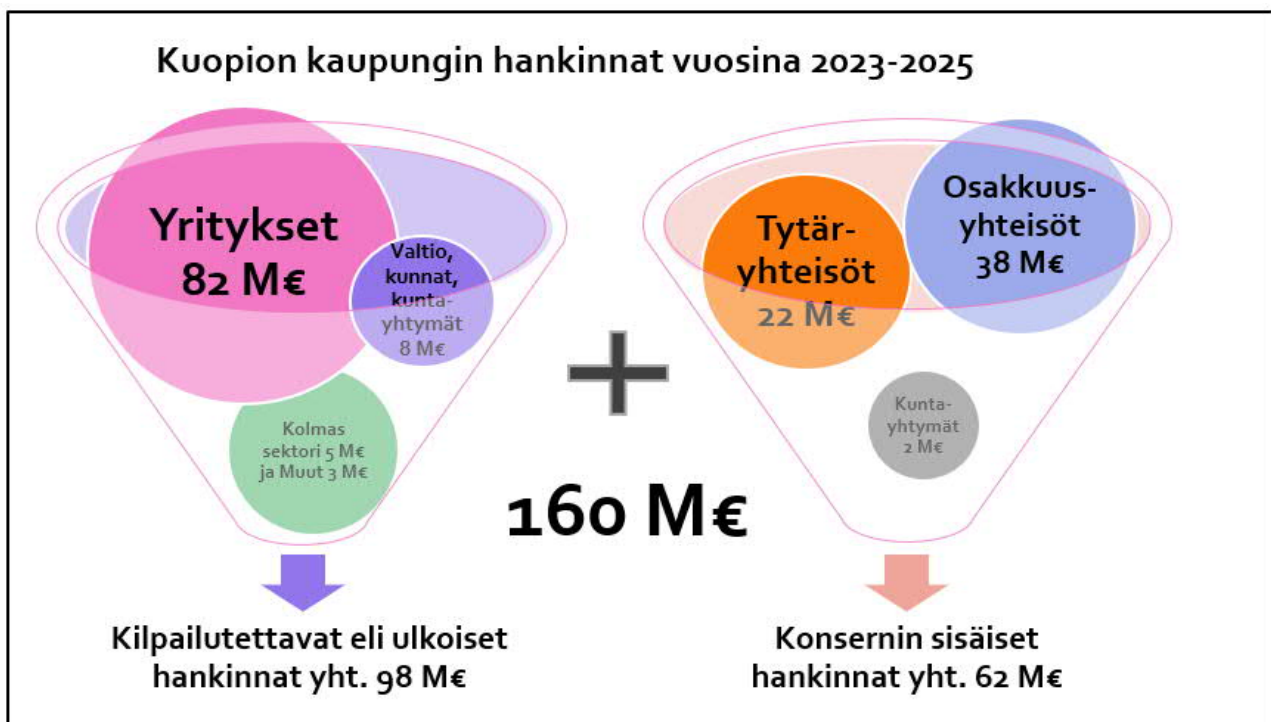 Kuopion kaupungin hankinnat vuosina 2023-2025
Yritykset
82 M€
Valtio,
kunnat,
kunta-
yhtymät
8 M€
Kolmas
sektori 5 M€
ja Muut 3 M€
Kilpailutettavat eli ulkoiset
hankinnat yht. 98 M€
160 M€
Tytär-
yhteisöt
22 M€
Osakkuus-
yhteisöt
38 M€
Kunta-
yhtymät
2 M€
Konsernin sisäiset
hankinnat yht. 62 M€